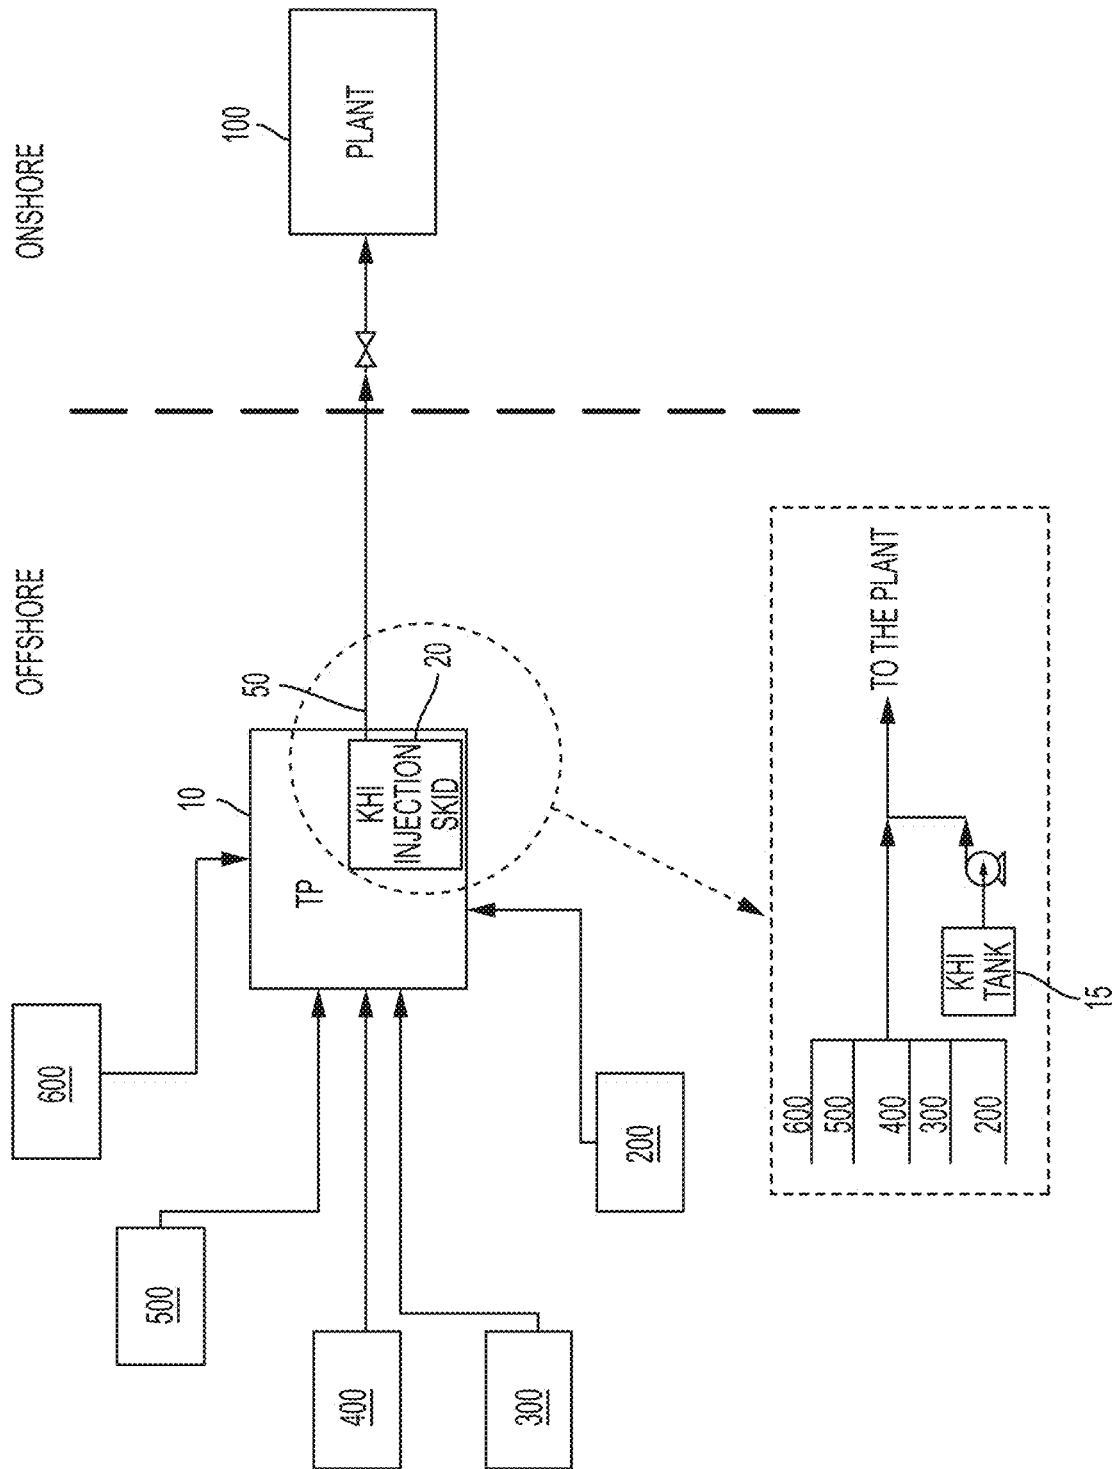 OFFSHORE
ONSHORE
600
500
400
300
200
10
TP
KHI
INJECTION
SKID
50
20
100
PLANT
600
500
400
300
200
KHI
TANK
15
TO THE PLANT